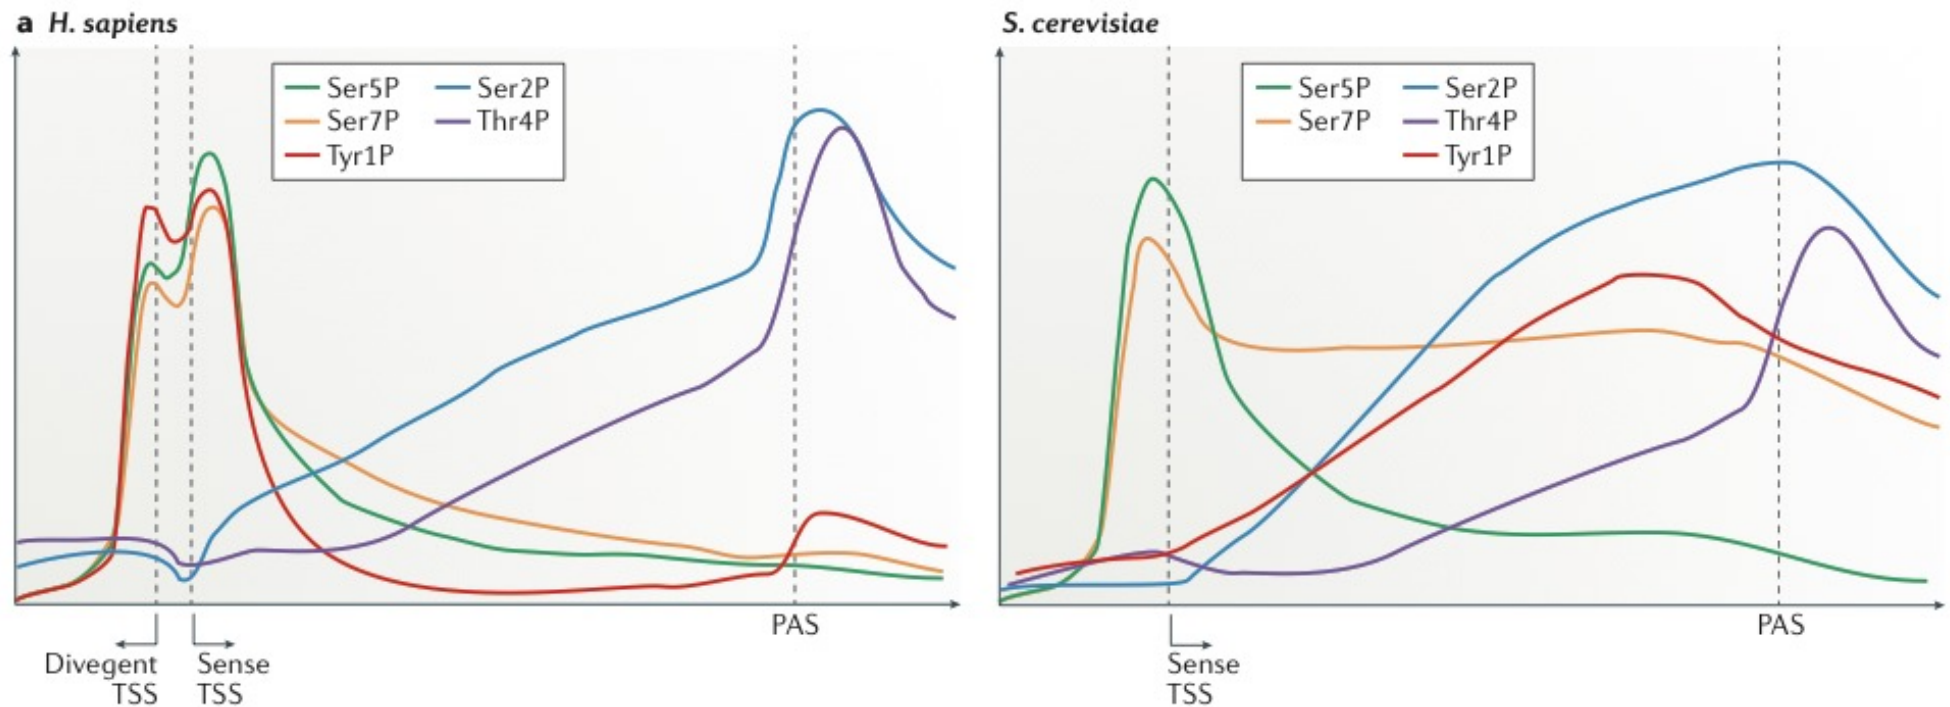 a H. sapiens
Ser5P Ser2P
Ser7P Thr4P
Tyr1P
PAS
Divegent
TSS
Sense
TSS
S. cerevisiae
Ser5P Ser2P
Ser7P Thr4P
Tyr1P
PAS
Sense
TSS